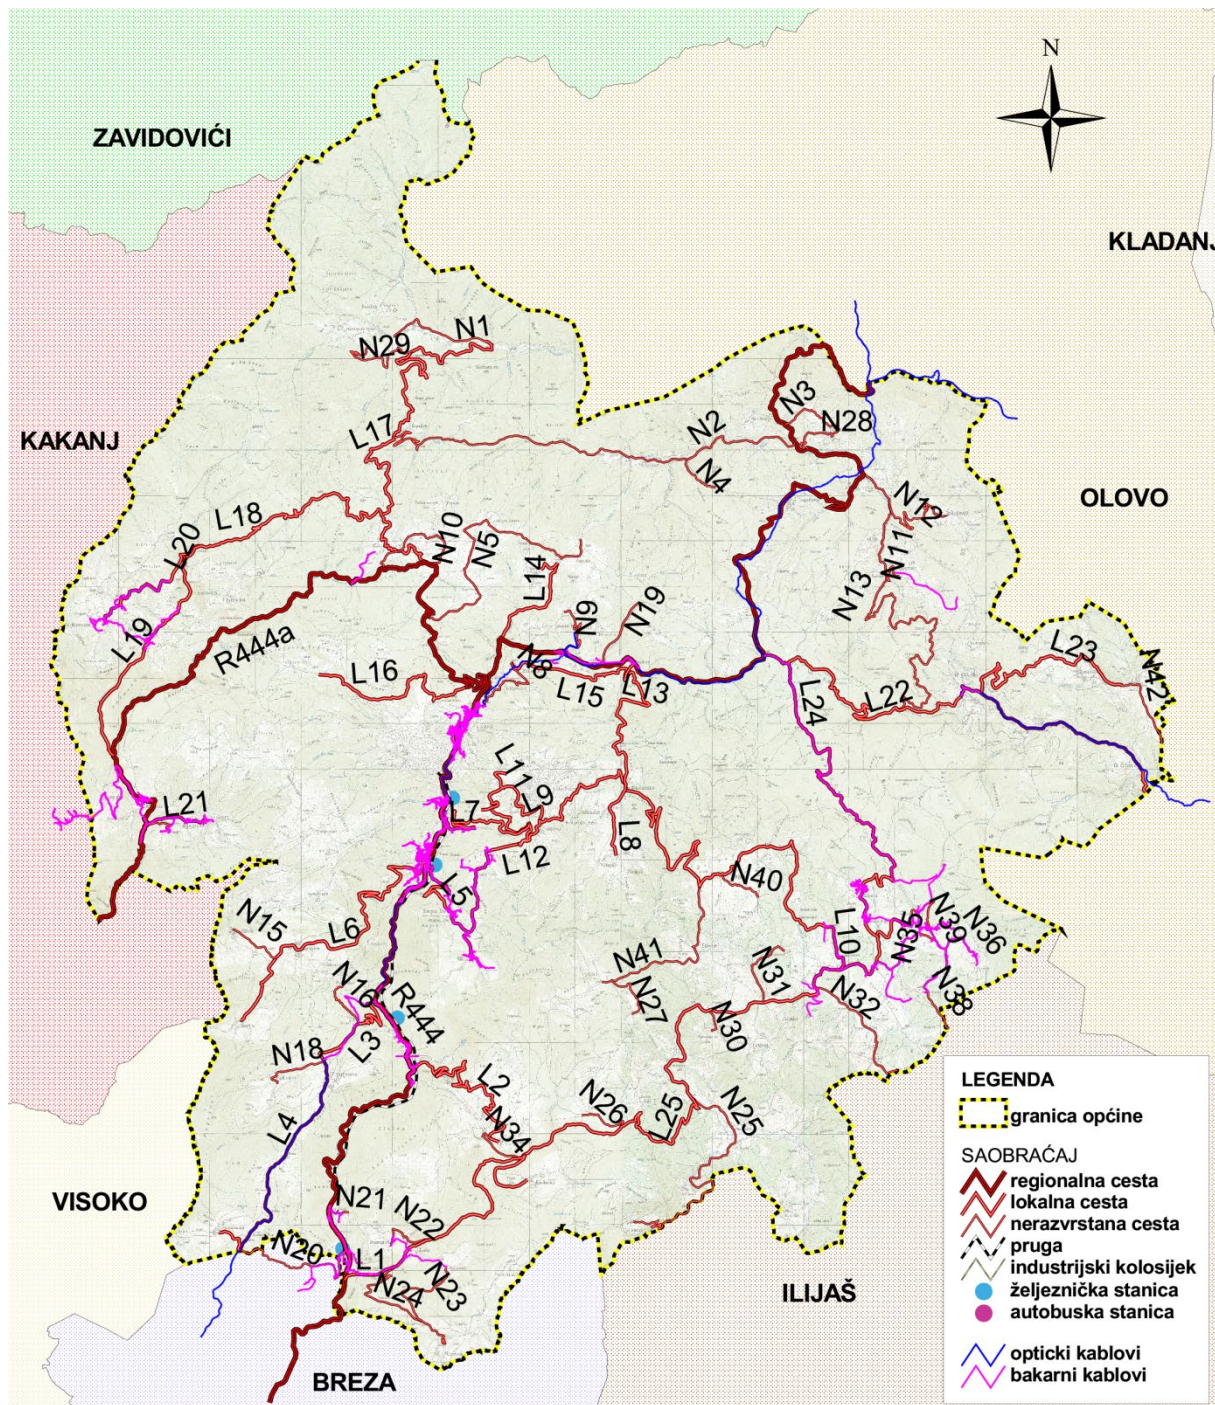 N
ZAVIDOVIĆI
KLADANJ
N1
N29
N3
N28
KAKANJ
L17
N2
N4
OLOVO
N12
L18
L20
N10
N5
N11
L14
N13
N9
N19
L19
R444a
L23
N8
L16
L15
L13
L22
N42
L24
L11
L9
L7
L21
L8
L12
N40
L5
N15
L6
L10
N35
N39
N36
N41
N31
N16
N27
N32
N38
R444
N30
L3
N18
L2
N26
N25
L4
N34
L25
VISOKO
N21
N22
N20
L1
N23
N24
ILIJAŠ
BREZA
LEGENDA
granica općine
SAOBRAĆAJ
regionalna cesta
lokalna cesta
nerazvrstana cesta
pruga
industrijski kolosijek
željeznička stanica
autobuska stanica
opticki kablovi
bakarni kablovi